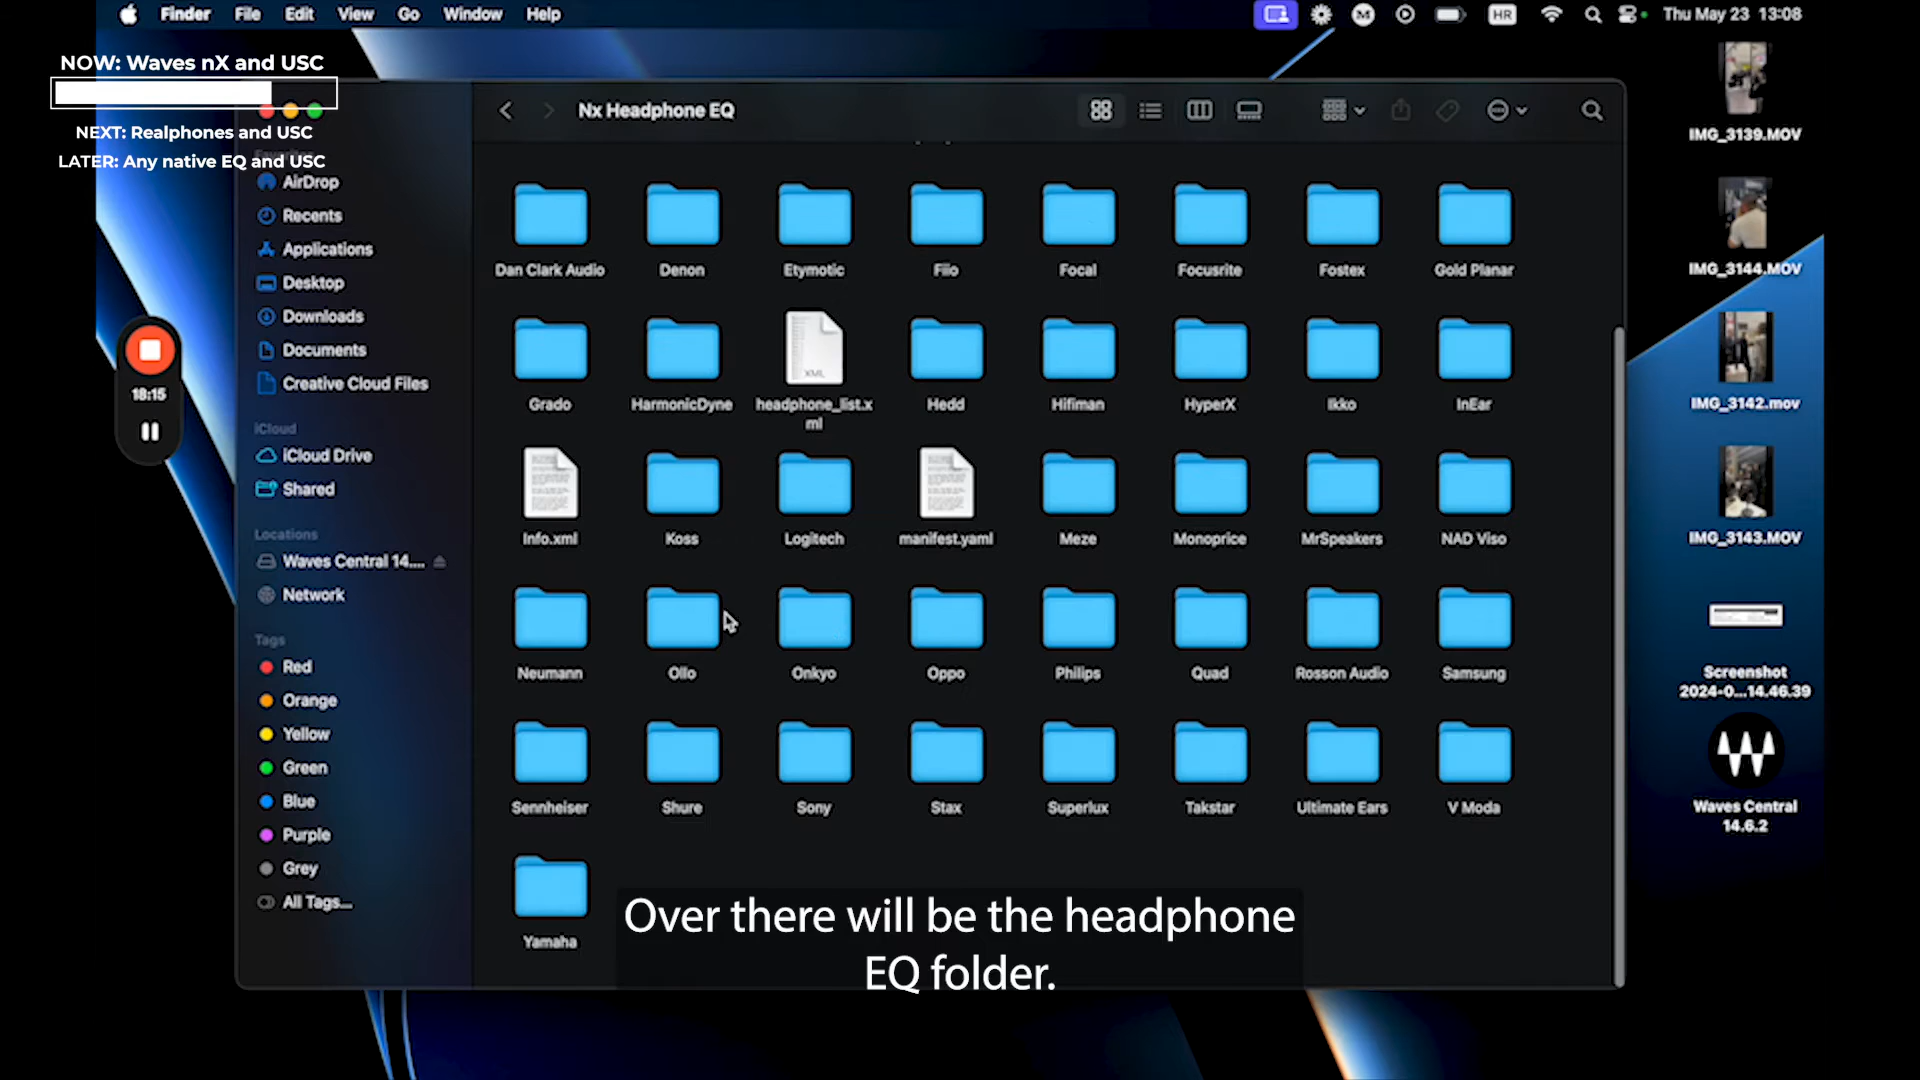 Finder File Edit View Go Window Help
HR
Thu May 23 13:08
NOW: Waves nX and USC
NEXT: Realphones and USC
LATER: Any native EQ and USC
18:15
AirDrop
Recents
Applications
Desktop
Downloads
Documents
Creative Cloud Files
iCloud
iCloud Drive
Shared
Locations
Waves Central 14....
Network
Tags
Red
Orange
Yellow
Green
Blue
Purple
Grey
All Tags...
Nx Headphone EQ
Dan Clark Audio
Denon
Etymotic
Fiio
Focal
Focusrite
Fostex
Gold Planar
Grado
HarmonicDyne
XML
headphone_list.x
ml
Hedd
Hifiman
HyperX
Ikko
InEar
Info.xml
Koss
Logitech
manifest.yaml
Meze
Monoprice
MrSpeakers
NAD Viso
Neumann
Ollo
Onkyo
Oppo
Philips
Quad
Rosson Audio
Samsung
Sennheiser
Shure
Sony
Stax
Superlux
Takstar
Ultimate Ears
V Moda
Yamaha
Over there will be the headphone
EQ folder.
IMG_3139.MOV
IMG_3144.MOV
IMG_3142.mov
IMG_3143.MOV
Screenshot
2024-0...14.46.39
Waves Central
14.6.2